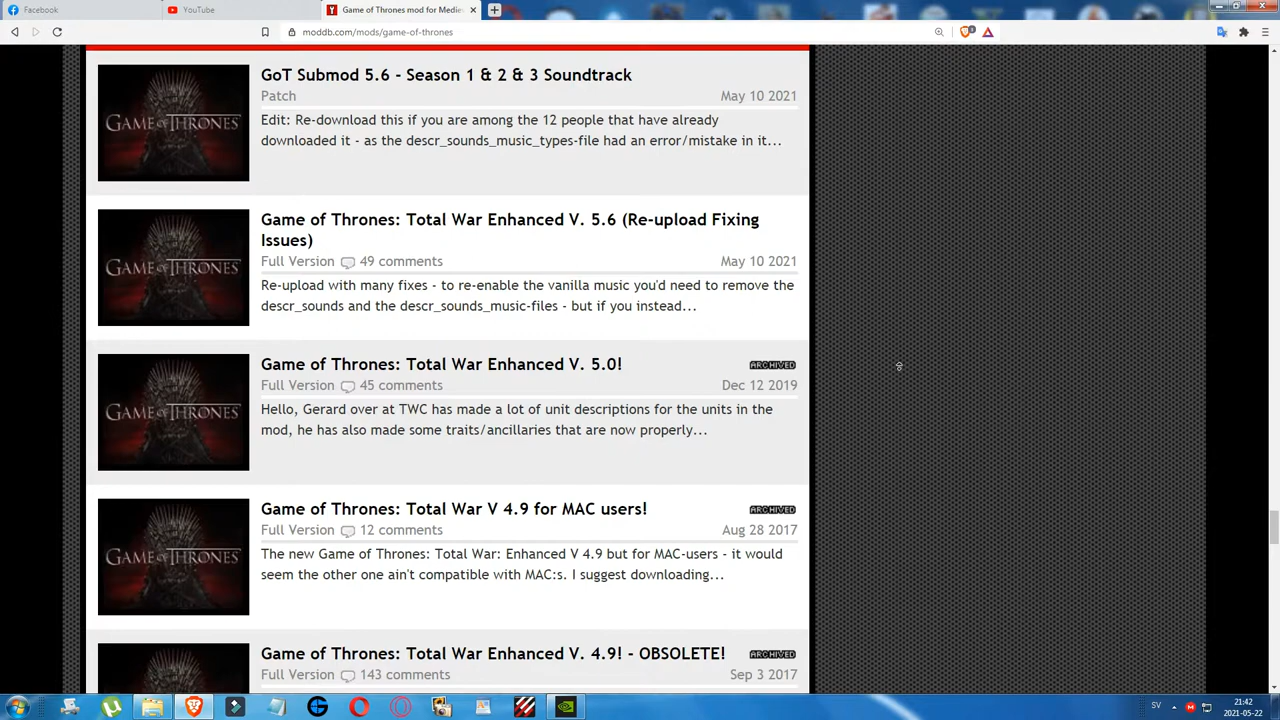 Facebook
YouTube
Game of Thrones mod for Mediev
moddb.com/mods/game-of-thrones
GoT Submod 5.6 - Season 1 & 2 & 3 Soundtrack
Patch
May 10 2021
Edit: Re-download this if you are among the 12 people that have already
downloaded it - as the descr_sounds_music_types-file had an error/mistake in it...
GAME OF THRONES
Game of Thrones: Total War Enhanced V. 5.6 (Re-upload Fixing
Issues)
Full Version 49 comments
May 10 2021
Re-upload with many fixes - to re-enable the vanilla music you'd need to remove the
descr_sounds and the descr_sounds_music-files - but if you instead...
GAME OF THRONES
Game of Thrones: Total War Enhanced V. 5.0!
ARCHIVED
Full Version 45 comments
Dec 12 2019
Hello, Gerard over at TWC has made a lot of unit descriptions for the units in the
mod, he has also made some traits/ancillaries that are now properly...
GAME OF THRONES
Game of Thrones: Total War V 4.9 for MAC users!
ARCHIVED
Full Version 12 comments
Aug 28 2017
The new Game of Thrones: Total War: Enhanced V 4.9 but for MAC-users - it would
seem the other one ain't compatible with MAC:s. I suggest downloading...
GAME OF THRONES
Game of Thrones: Total War Enhanced V. 4.9! - OBSOLETE!
ARCHIVED
Full Version 143 comments
Sep 3 2017
SV
21:42
2021-05-22